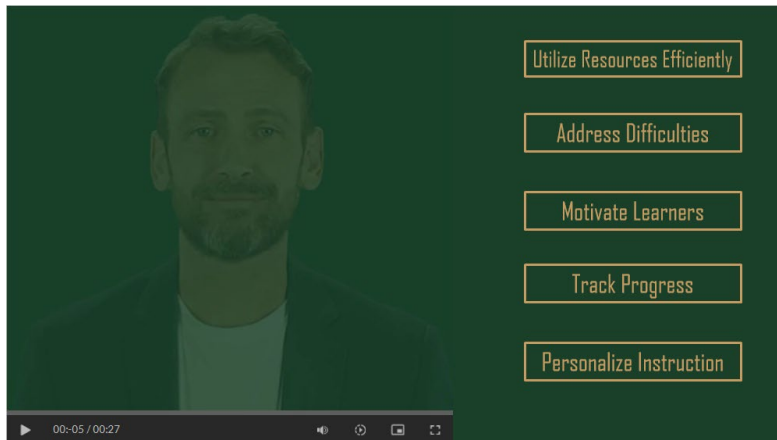 Utilize Resources Efficiently
Address Difficulties
Motivate Learners
Track Progress
Personalize Instruction
00:-05 / 00:27